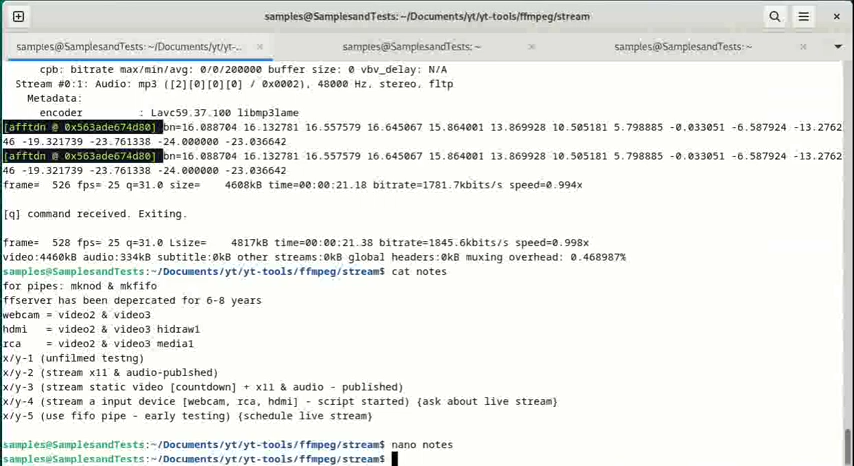 samples@SamplesandTests: ~/Documents/yt/yt-tools/ffmpeg/stream
samples@SamplesandTests: ~/Documents/yt/yt-... samples@SamplesandTests: ~ samples@SamplesandTests: ~
cpb: bitrate max/min/avg: 0/0/200000 buffer size: 0 vbv_delay: N/A
Stream #0:1: Audio: mp3 ([2][0][0][0] / 0x0002), 48000 Hz, stereo, fltp
Metadata:
encoder : Lavc59.37.100 libmp3lame
[afftdn @ 0x563ade674d80] bn=16.088704 16.132781 16.557579 16.645067 15.864001 13.869928 10.505181 5.798885 -0.033051 -6.587924 -13.2762
46 -19.321739 -23.761338 -24.000000 -23.036642
[afftdn @ 0x563ade674d80] bn=16.088704 16.132781 16.557579 16.645067 15.864001 13.869928 10.505181 5.798885 -0.033051 -6.587924 -13.2762
46 -19.321739 -23.761338 -24.000000 -23.036642
frame= 526 fps= 25 q=31.0 size= 4608kB time=00:00:21.18 bitrate=1781.7kbits/s speed=0.994x
[q] command received. Exiting.
frame= 528 fps= 25 q=31.0 Lsize= 4817kB time=00:00:21.38 bitrate=1845.6kbits/s speed=0.998x
video:4460kB audio:334kB subtitle:0kB other streams:0kB global headers:0kB muxing overhead: 0.468987%
samples@SamplesandTests:~/Documents/yt/yt-tools/ffmpeg/stream$ cat notes
for pipes: mknod & mkfifo
ffserver has been depercated for 6-8 years
webcam = video2 & video3
hdmi = video2 & video3 hidraw1
rca = video2 & video3 media1
x/y-1 (unfilmed testng)
x/y-2 (stream x11 & audio-publshed)
x/y-3 (stream static video [countdown] + x11 & audio - publshed)
x/y-4 (stream a input device [webcam, rca, hdmi] - script started) {ask about live stream}
x/y-5 (use fifo pipe - early testing) {schedule live stream}
samples@SamplesandTests:~/Documents/yt/yt-tools/ffmpeg/stream$ nano notes
samples@SamplesandTests:~/Documents/yt/yt-tools/ffmpeg/stream$